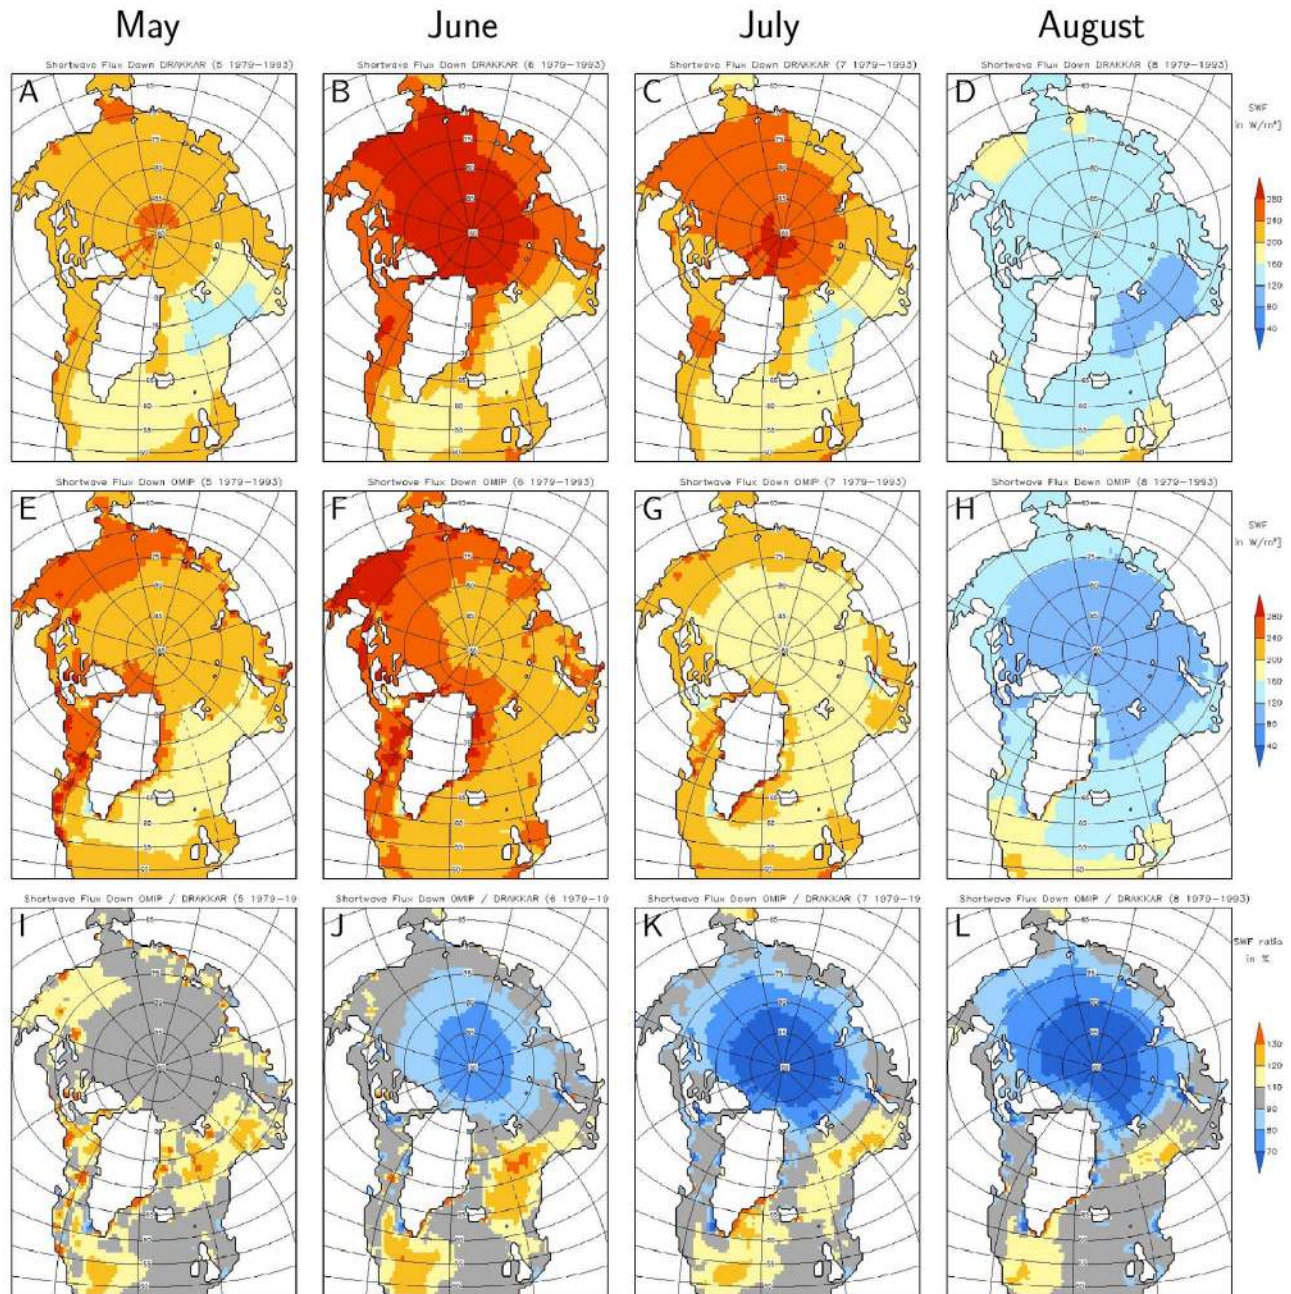 May June July August
Shortwave Flux Down DRAKKAR (5 1979-1993) Shortwave Flux Down DRAKKAR (6 1979-1993) Shortwave Flux Down DRAKKAR (7 1979-1993) Shortwave Flux Down DRAKKAR (8 1979-1993)
A B C D
SWF
in W/m²]
280
240
200
160
120
80
40
Shortwave Flux Down OMIP (5 1979-1993) Shortwave Flux Down OMIP (6 1979-1993) Shortwave Flux Down OMIP (7 1979-1993) Shortwave Flux Down OMIP (8 1979-1993)
E F G H
SWF
in W/m²]
280
240
200
160
120
80
40
Shortwave Flux Down OMIP / DRAKKAR (5 1979-19 Shortwave Flux Down OMIP / DRAKKAR (6 1979-19 Shortwave Flux Down OMIP / DRAKKAR (7 1979-19 Shortwave Flux Down OMIP / DRAKKAR (8 1979-1993)
I J K L
SWF ratio
in %
130
120
110
90
80
70